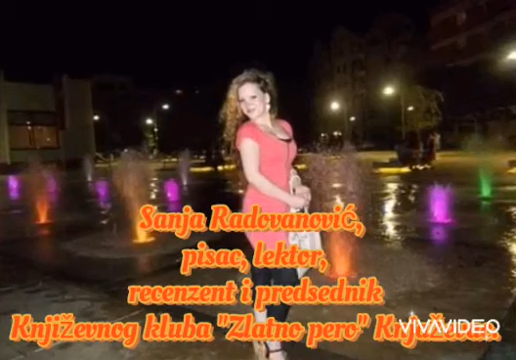 Sanja Radovanović,
pisac, lektor,
recenzent i predsednik
Književnog kluba "Zlatno pero"
VIVAVIDEO